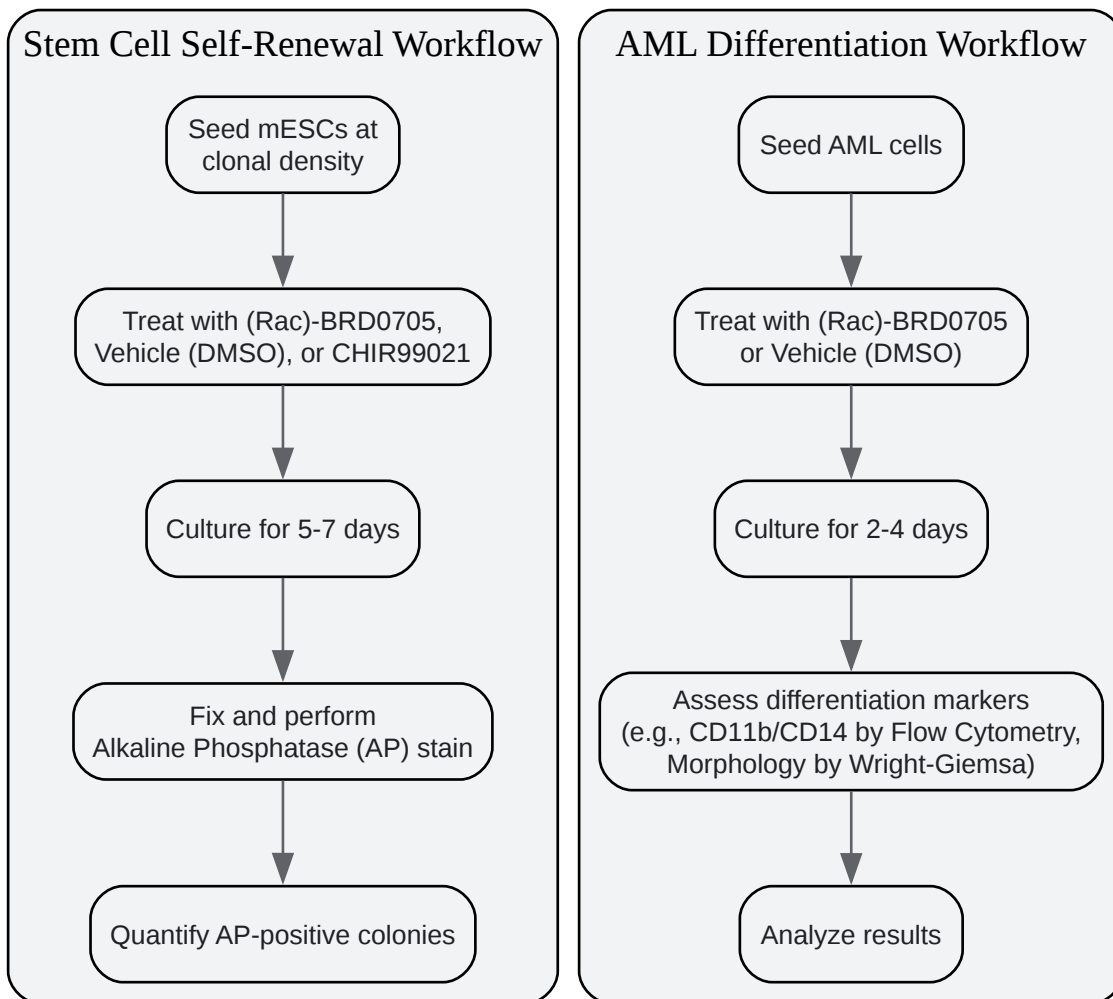 Stem Cell Self-Renewal Workflow
Seed mESCs at
clonal density
Treat with (Rac)-BRD0705,
Vehicle (DMSO), or CHIR99021
Culture for 5-7 days
Fix and perform
Alkaline Phosphatase (AP) stain
Quantify AP-positive colonies
AML Differentiation Workflow
Seed AML cells
Treat with (Rac)-BRD0705
or Vehicle (DMSO)
Culture for 2-4 days
Assess differentiation markers
(e.g., CD11b/CD14 by Flow Cytometry,
Morphology by Wright-Giemsa)
Analyze results